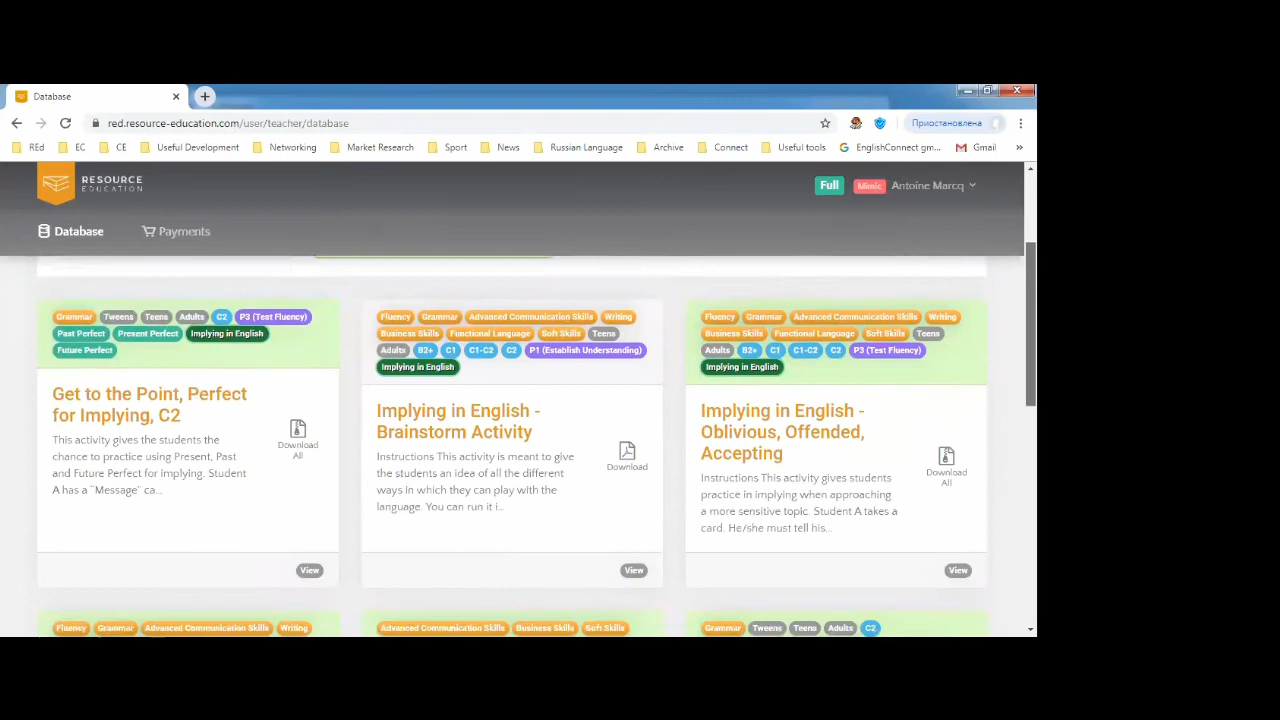 Database
red.resource-education.com/user/teacher/database
Приостановлена
REd EC CE Useful Development Networking Market Research Sport News Russian Language Archive Connect Useful tools EnglishConnect gm... Gmail »
RESOURCE
EDUCATION
Full Mimic Antoine Marcq
Database Payments
Grammar Tweens Teens Adults C2 P3 (Test Fluency)
Past Perfect Present Perfect Implying in English
Future Perfect
Get to the Point, Perfect
for Implying, C2
This activity gives the students the
chance to practice using Present, Past
and Future Perfect for implying. Student
A has a "Message" ca...
Download
All
View
Fluency Grammar Advanced Communication Skills Writing
Business Skills Functional Language Soft Skills Teens
Adults B2+ C1 C1-C2 C2 P1 (Establish Understanding)
Implying in English
Implying in English -
Brainstorm Activity
Instructions This activity is meant to give
the students an idea of all the different
ways in which they can play with the
language. You can run it i...
Download
View
Fluency Grammar Advanced Communication Skills Writing
Business Skills Functional Language Soft Skills Teens
Adults B2+ C1 C1-C2 C2 P3 (Test Fluency)
Implying in English
Implying in English -
Oblivious, Offended,
Accepting
Instructions This activity gives students
practice in implying when approaching
a more sensitive topic. Student A takes a
card. He/she must tell his...
Download
All
View
Fluency Grammar Advanced Communication Skills Writing
Advanced Communication Skills Business Skills Soft Skills
Grammar Tweens Teens Adults C2